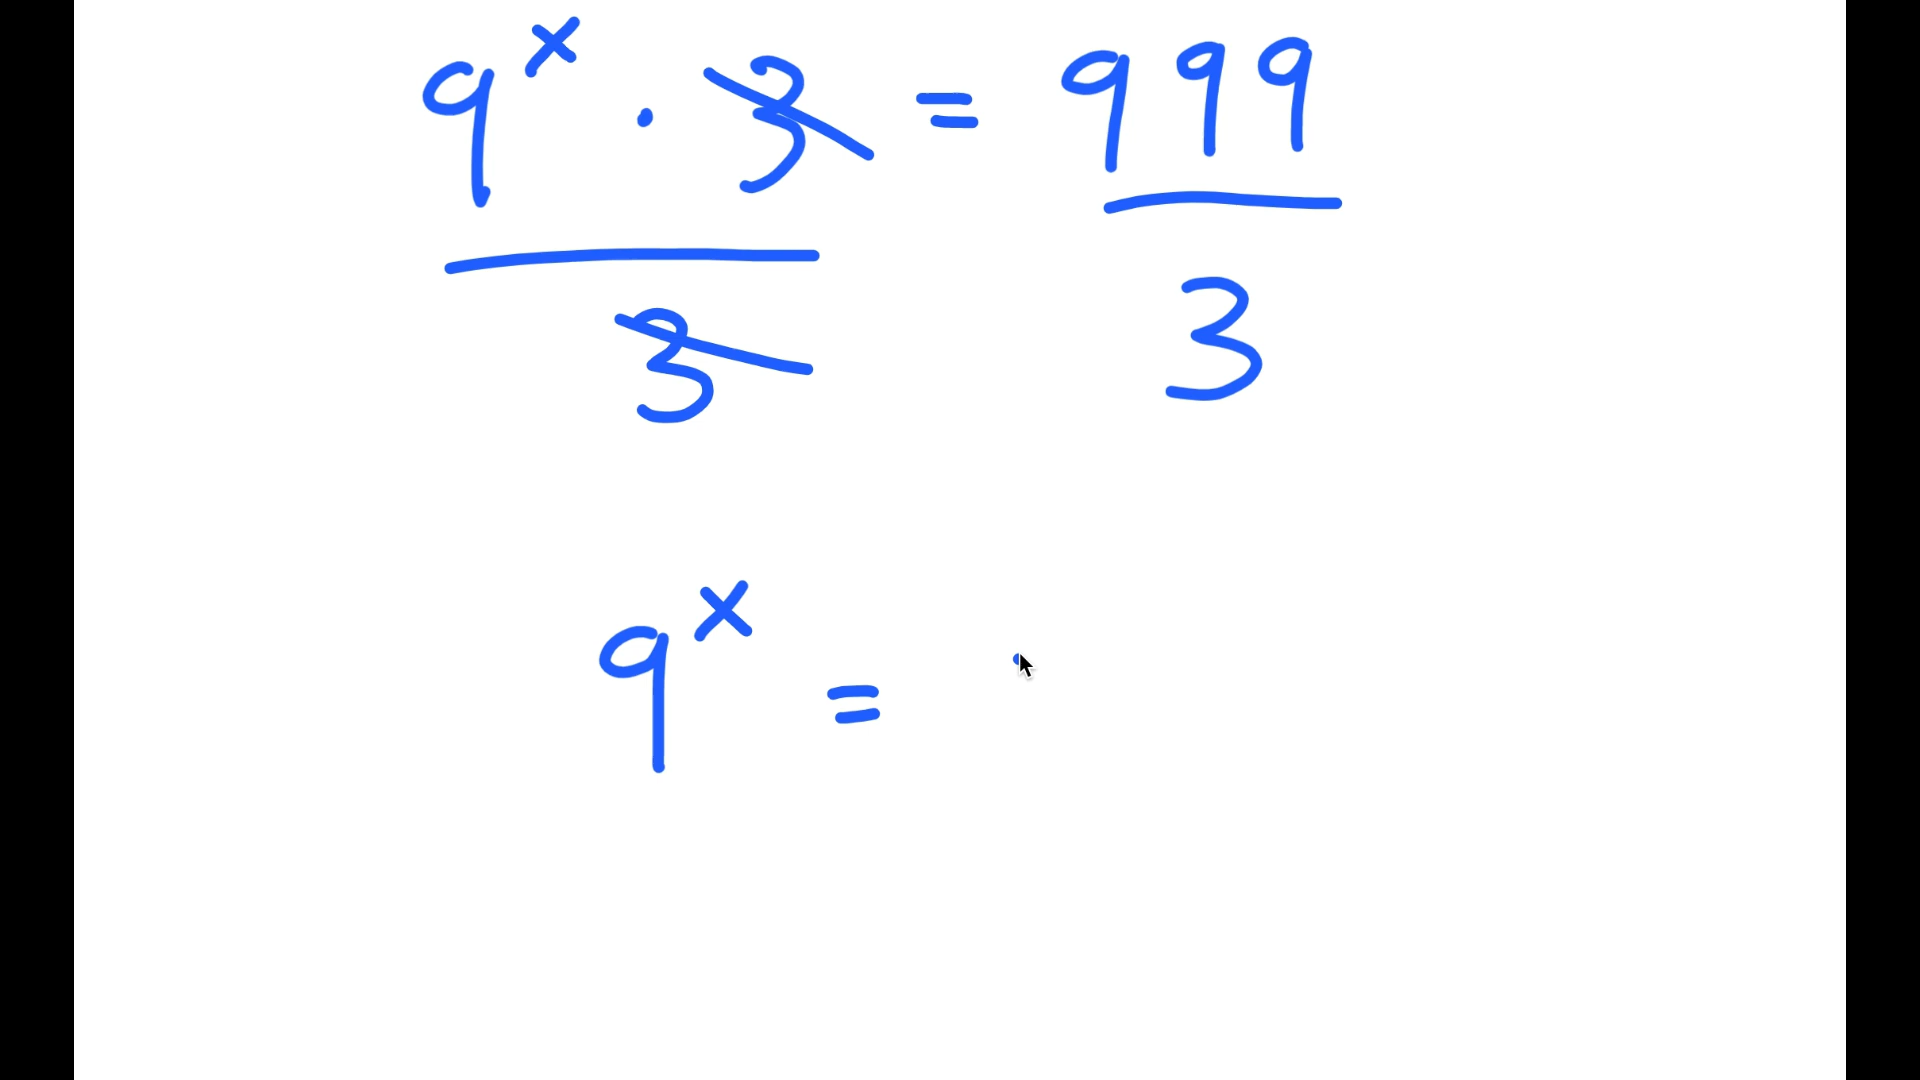 9^x · 3 = 999
3 3
9^x =